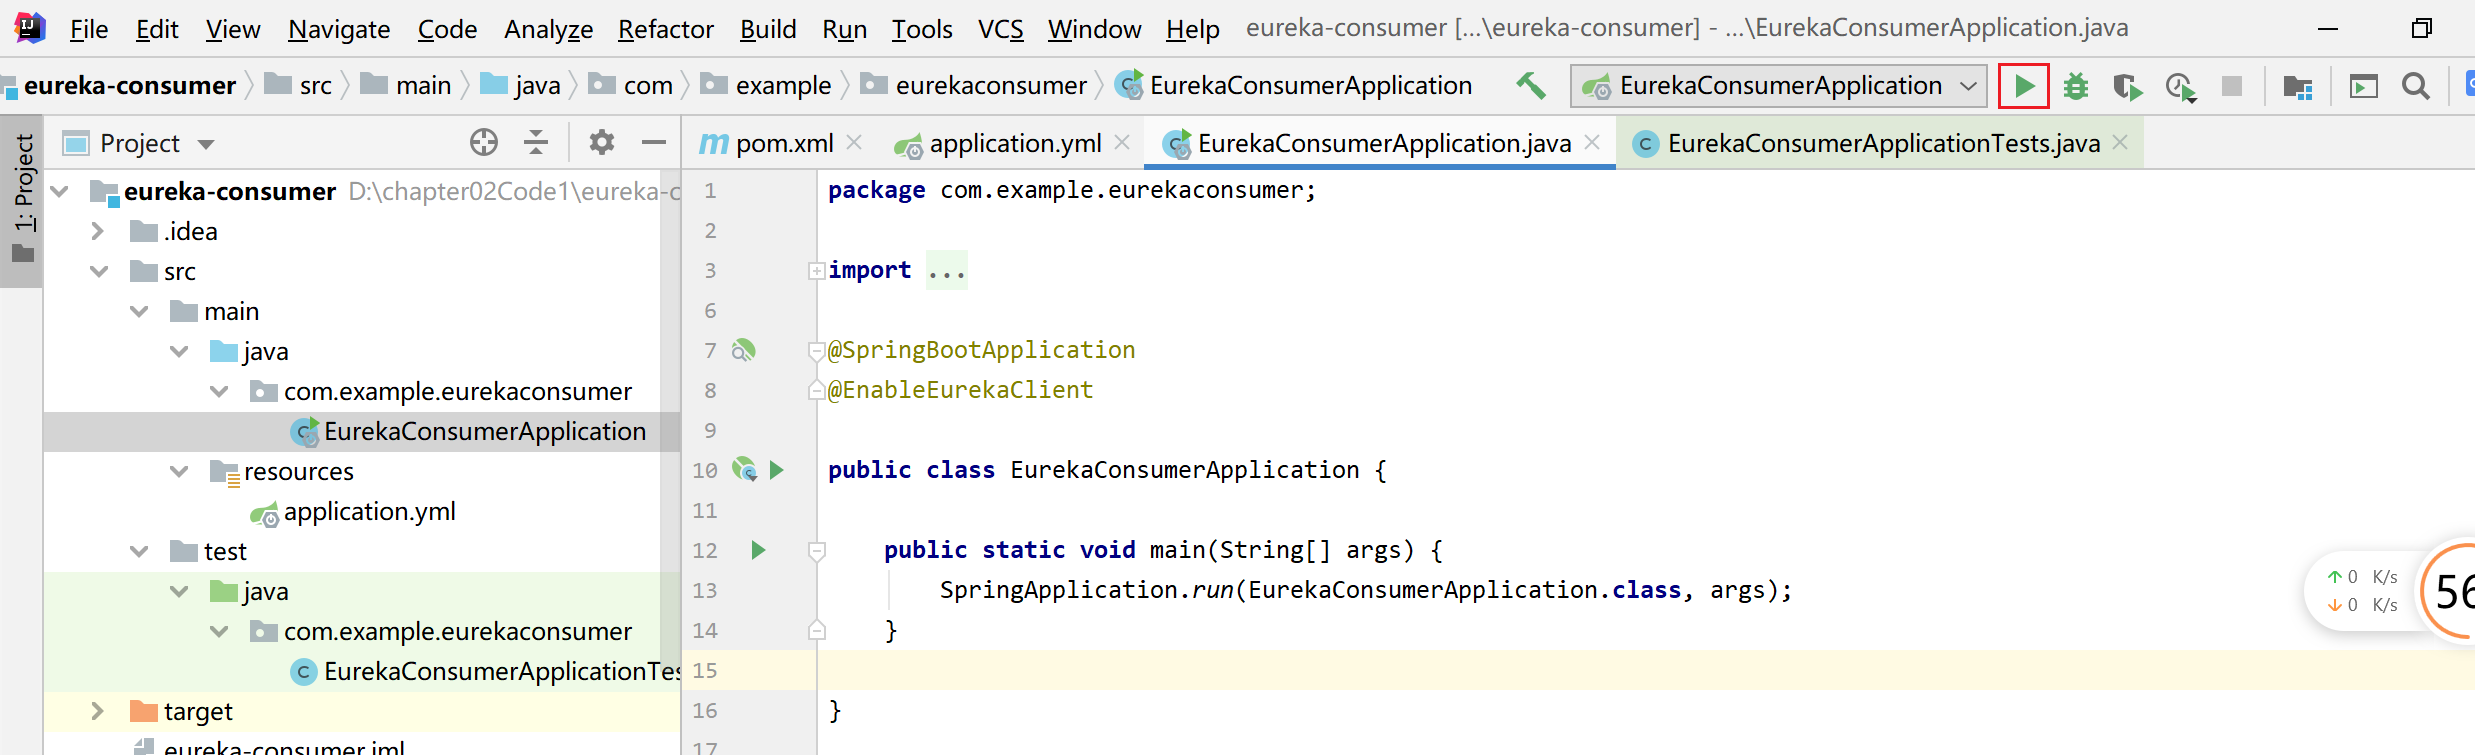 File Edit View Navigate Code Analyze Refactor Build Run Tools VCS Window Help eureka-consumer [...\eureka-consumer] - ...\EurekaConsumerApplication.java
eureka-consumer src main java com example eurekaconsumer EurekaConsumerApplication EurekaConsumerApplication
1: Project
Project
pom.xml application.yml EurekaConsumerApplication.java EurekaConsumerApplicationTests.java
eureka-consumer D:\chapter02Code1\eureka-c
.idea
src
main
java
com.example.eurekaconsumer
EurekaConsumerApplication
resources
application.yml
test
java
com.example.eurekaconsumer
EurekaConsumerApplicationTes
target
eureka-consumer.iml
1 package com.example.eurekaconsumer;
2
3 import ...
6
7 @SpringBootApplication
8 @EnableEurekaClient
9
10 public class EurekaConsumerApplication {
11
12 public static void main(String[] args) {
13 SpringApplication.run(EurekaConsumerApplication.class, args);
14 }
15
16 }
17
0 K/s
0 K/s
56